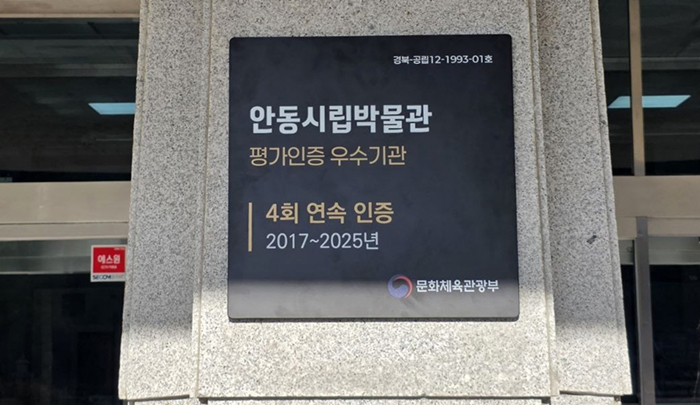 경북-공립12-1993-01호
안동시립박물관
평가인증 우수기관
4회 연속 인증
2017~2025년
문화체육관광부
에스원